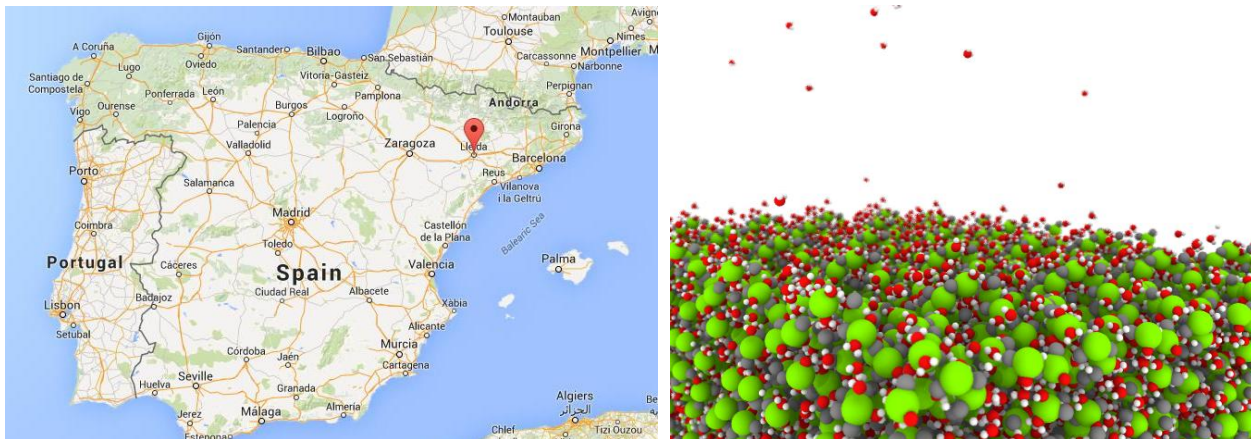 Montauban
Avign
Gijón
Toulouse
Nimes
A Coruña
Santander
Bilbao
San Sebastián
Montpellier
M
Oviedo
Carcassonne
Narbonne
Lugo
Vitoria-Gasteiz
Santiago de
Compostela
Pamplona
Perpignan
Ponferrada
León
Andorra
Ourense
Burgos
Logroño
Vigo
Girona
Palencia
Lleida
Valladolid
Zaragoza
Barcelona
Porto
Reus
Vilanova
i la Geltrú
Salamanca
Madrid
Castellón
de la Plana
Balearic Sea
Coimbra
Toledo
Portugal
Cáceres
Spain
Valencia
Palma
Ciudad Real
Albacete
Xàbia
Lisbon
Badajoz
Setubal
Alicante
Murcia
Córdoba
Jaén
Cartagena
Huelva
Seville
Granada
Algiers
الجزائر
Be
Jerez
Málaga
Almería
Chlef
Tizi Ouzou
Estepona